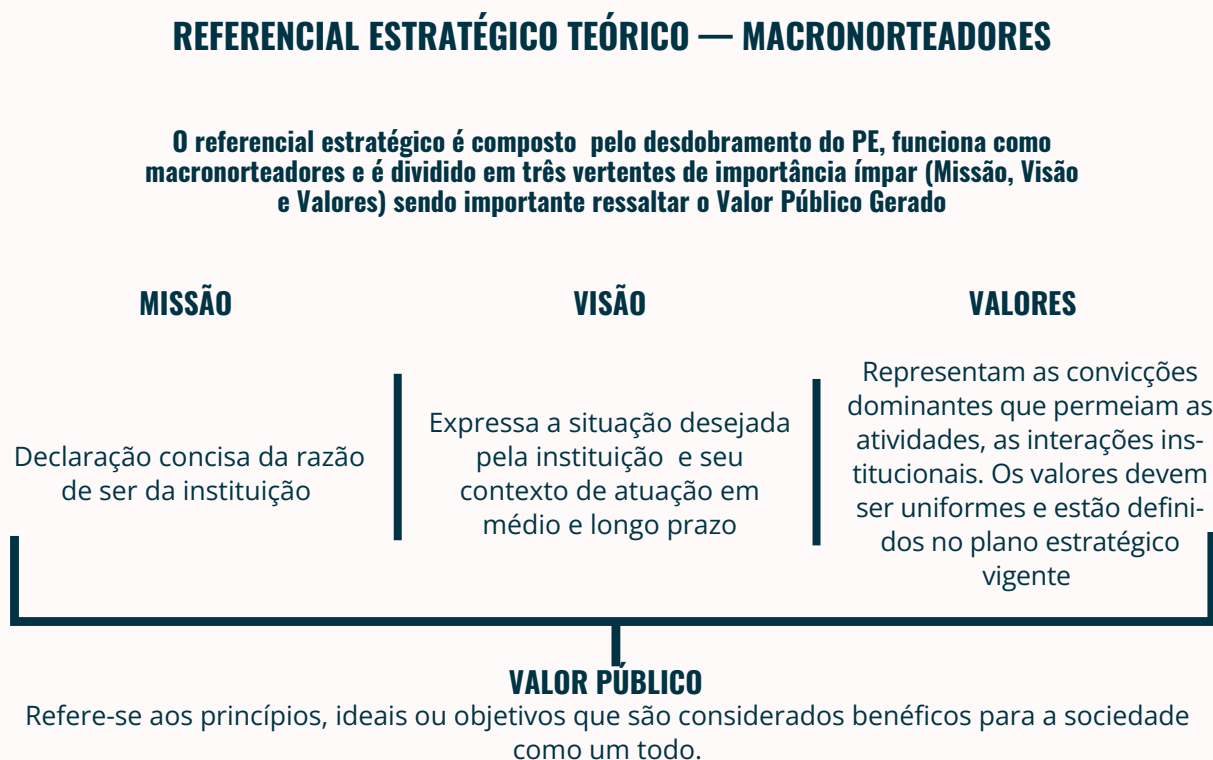 REFERENCIAL ESTRATÉGICO TEÓRICO — MACRONORTEADORES
O referencial estratégico é composto  pelo desdobramento do PE, funciona como
macronorteadores e é dividido em três vertentes de importância ímpar (Missão, Visão
e Valores) sendo importante ressaltar o Valor Público Gerado
MISSÃO
Declaração concisa da razão
de ser da instituição
VISÃO
Expressa a situação desejada
pela instituição  e seu
contexto de atuação em
médio e longo prazo
VALORES
Representam as convicções
dominantes que permeiam as
atividades, as interações ins-
titucionais. Os valores devem
ser uniformes e estão defini-
dos no plano estratégico
vigente
VALOR PÚBLICO
Refere-se aos princípios, ideais ou objetivos que são considerados benéficos para a sociedade
como um todo.